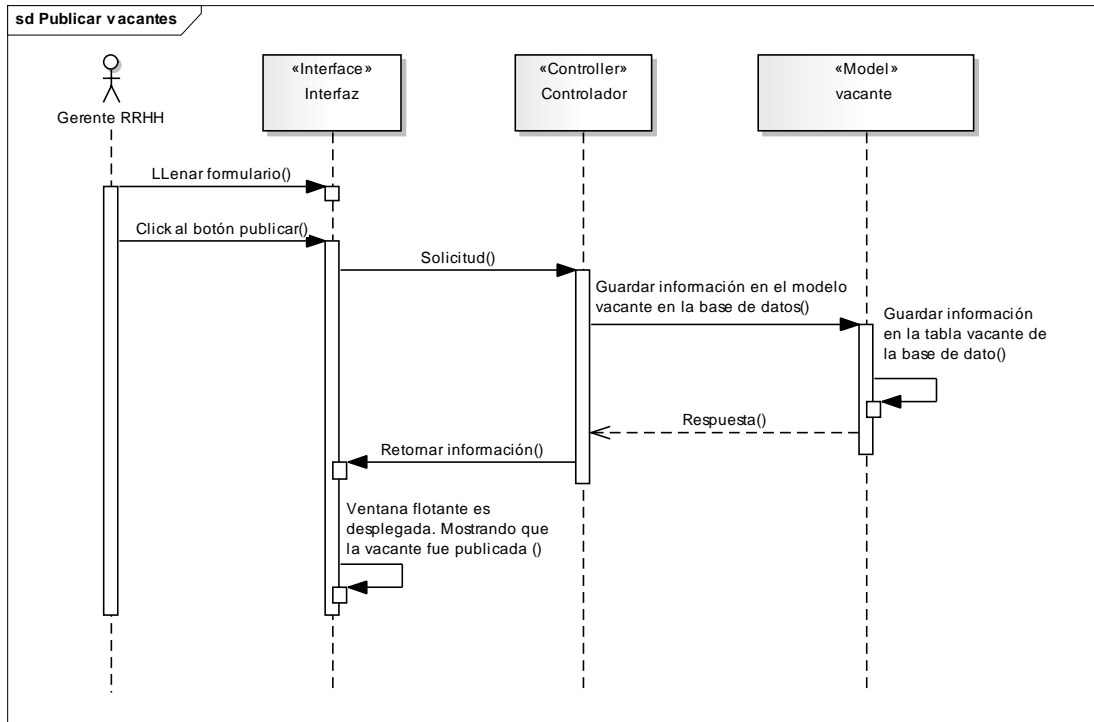 sd Publicar vacantes
Gerente RRHH
«Interface»
Interfaz
«Controller»
Controlador
«Model»
vacante
LLenar formulario()
Click al botón publicar()
Solicitud()
Guardar información en el modelo
vacante en la base de datos()
Guardar información
en la tabla vacante de
la base de dato()
Respuesta()
Retornar información()
Ventana flotante es
desplegada. Mostrando que
la vacante fue publicada ()